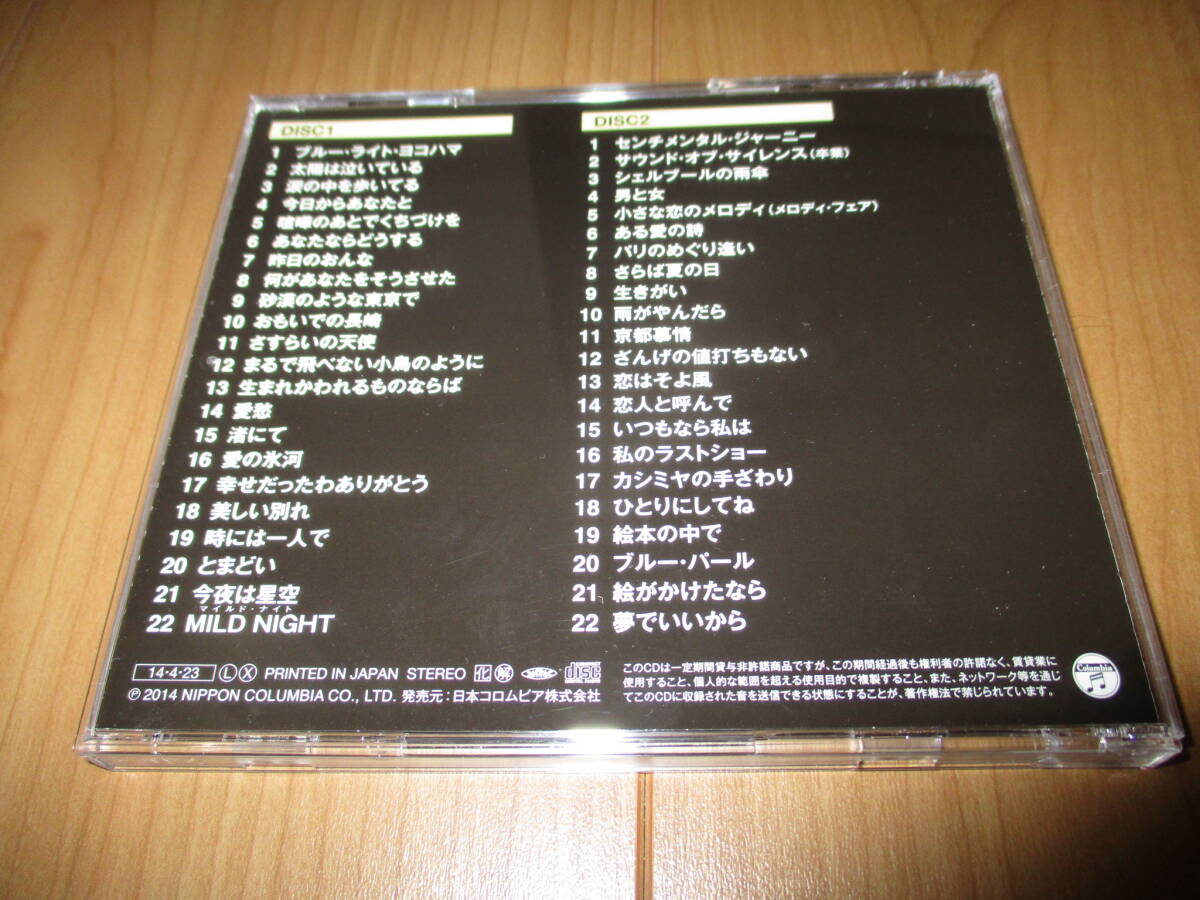 DISC1
1 ブルー・ライト・ヨコハマ
2 太陽は泣いている
3 涙の中を歩いてる
4 今日からあなたと
5 喧嘩のあとでくちづけを
6 あなたならどうする
7 昨日のおんな
8 何があなたをそうさせた
9 砂漠のような東京で
10 おもいでの長崎
11 さすらいの天使
12 まるで飛べない小鳥のように
13 生まれかわれるものならば
14 愛愁
15 渚にて
16 愛の氷河
17 幸せだったわありがとう
18 美しい別れ
19 時には一人で
20 とまどい
21 今夜は星空
マイルド・ナイト
22 MILD NIGHT
DISC2
1 センチメンタル・ジャーニー
2 サウンド・オブ・サイレンス(卒業)
3 シェルブールの雨傘
4 男と女
5 小さな恋のメロディ(メロディ・フェア)
6 ある愛の詩
7 パリのめぐり逢い
8 さらば夏の日
9 生きがい
10 雨がやんだら
11 京都慕情
12 ざんげの値打ちもない
13 恋はそよ風
14 恋人と呼んで
15 いつもなら私は
16 私のラストショー
17 カシミヤの手ざわり
18 ひとりにしてね
19 絵本の中で
20 ブルー・パール
21 絵がかけたなら
22 夢でいいから
14・4・23 Ⓛ Ⓧ PRINTED IN JAPAN STEREO 化 解 disc
Ⓟ2014 NIPPON COLUMBIA CO., LTD. 発売元:日本コロムビア株式会社
このCDは一定期間貸与非許諾商品ですが、この期間経過後も権利者の許諾なく、賃貸業に
使用すること、個人的な範囲を超える使用目的で複製すること、また、ネットワーク等を通じ
てこのCDに収録された音を送信できる状態にすることが、著作権法で禁じられています。
Columbia